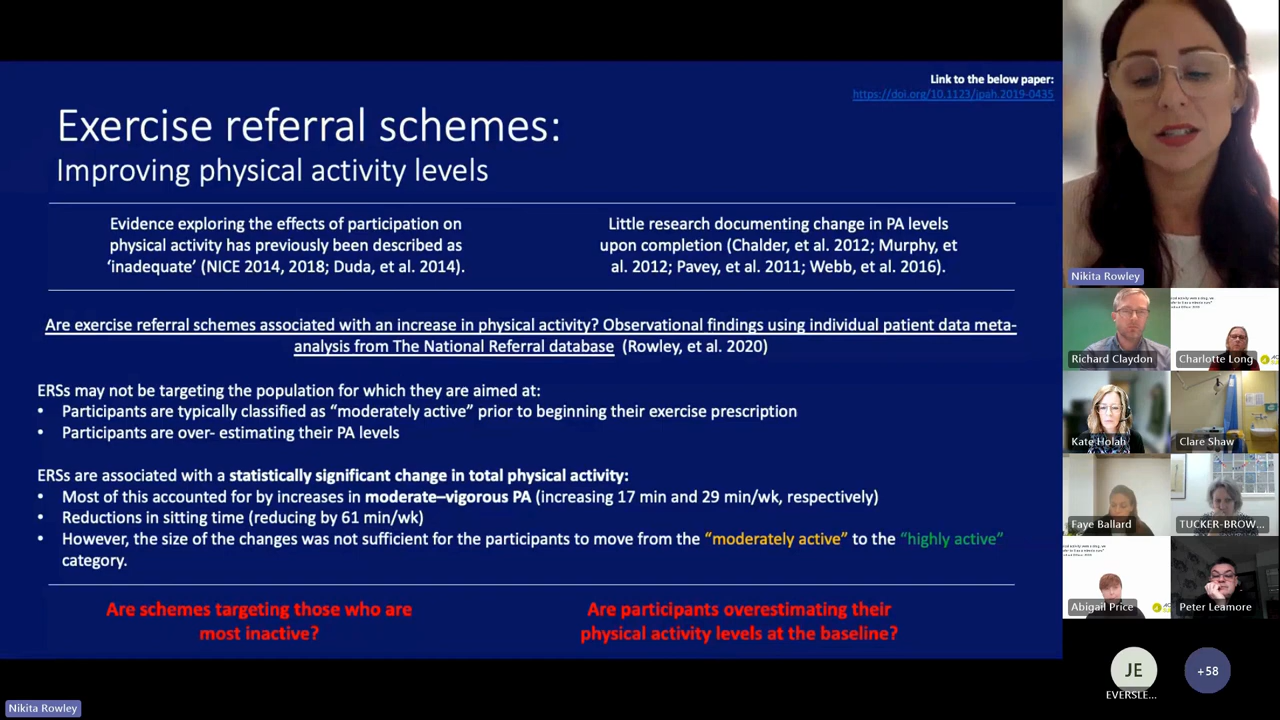 Link to the below paper:
https://doi.org/10.1123/jpah.2019-0435
Exercise referral schemes:
Improving physical activity levels
Evidence exploring the effects of participation on
physical activity has previously been described as
‘inadequate’ (NICE 2014, 2018; Duda, et al. 2014).
Little research documenting change in PA levels
upon completion (Chalder, et al. 2012; Murphy, et
al. 2012; Pavey, et al. 2011; Webb, et al. 2016).
Are exercise referral schemes associated with an increase in physical activity? Observational findings using individual patient data meta-
analysis from The National Referral database (Rowley, et al. 2020)
ERSs may not be targeting the population for which they are aimed at:
• Participants are typically classified as “moderately active” prior to beginning their exercise prescription
• Participants are over- estimating their PA levels
ERSs are associated with a statistically significant change in total physical activity:
• Most of this accounted for by increases in moderate–vigorous PA (increasing 17 min and 29 min/wk, respectively)
• Reductions in sitting time (reducing by 61 min/wk)
• However, the size of the changes was not sufficient for the participants to move from the “moderately active” to the “highly active”
category.
Are schemes targeting those who are
most inactive?
Are participants overestimating their
physical activity levels at the baseline?
Nikita Rowley
Nikita Rowley
Richard Claydon
Charlotte Long
Kate Holah
Clare Shaw
Faye Ballard
TUCKER-BROW...
Abigail Price
Peter Leamore
JE
EVERSLE...
+58